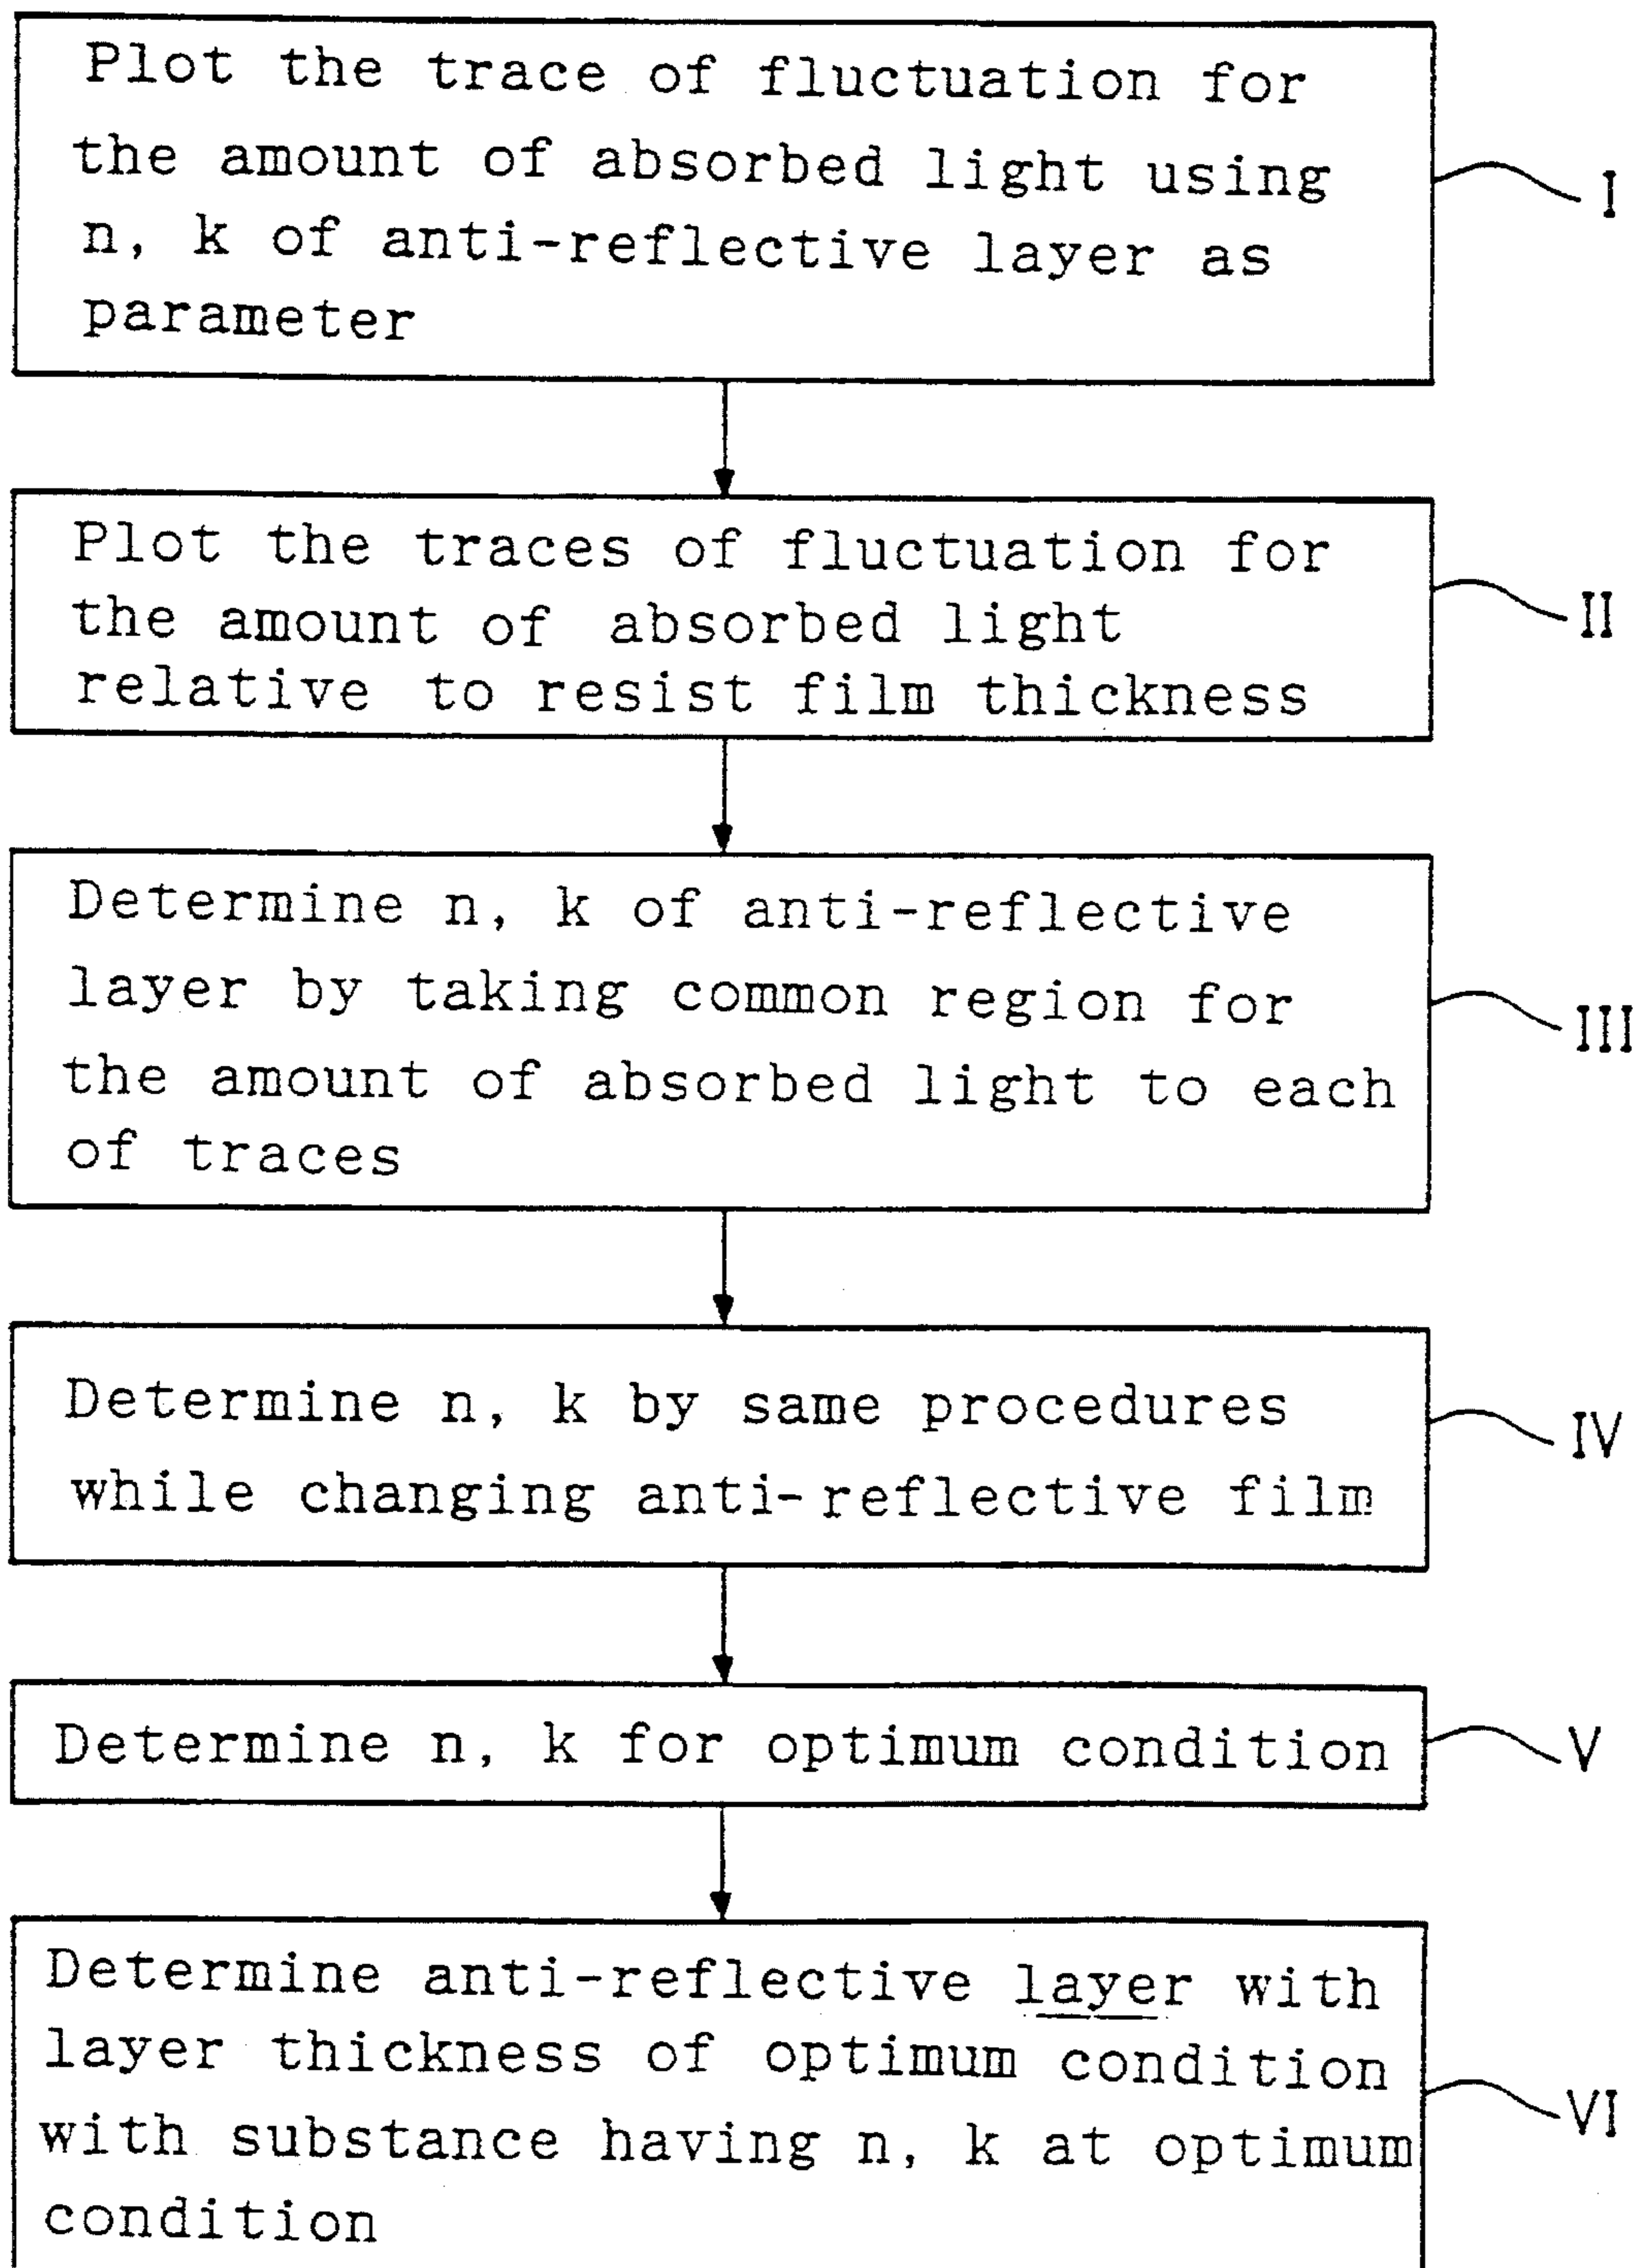 Plot the trace of fluctuation for
the amount of absorbed light using
n, k of anti-reflective layer as
parameter
I
Plot the traces of fluctuation for
the amount of absorbed light
relative to resist film thickness
II
Determine n, k of anti-reflective
layer by taking common region for
the amount of absorbed light to each
of traces
III
Determine n, k by same procedures
while changing anti-reflective film
IV
Determine n, k for optimum condition
V
Determine anti-reflective layer with
layer thickness of optimum condition
with substance having n, k at optimum
condition
VI